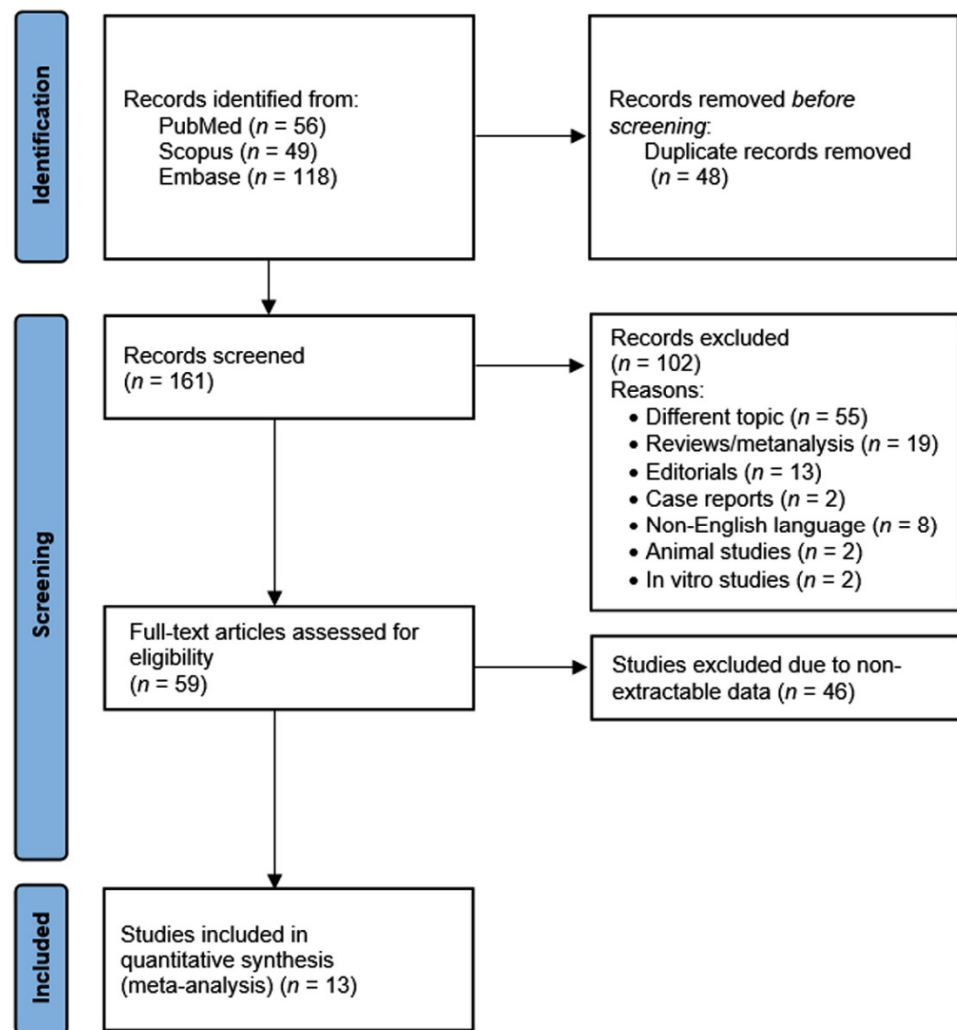 Identification
Records identified from:
PubMed (n = 56)
Scopus (n = 49)
Embase (n = 118)
Records removed before
screening:
Duplicate records removed
(n = 48)
Screening
Records screened
(n = 161)
Records excluded
(n = 102)
Reasons:
• Different topic (n = 55)
• Reviews/metanalysis (n = 19)
• Editorials (n = 13)
• Case reports (n = 2)
• Non-English language (n = 8)
• Animal studies (n = 2)
• In vitro studies (n = 2)
Full-text articles assessed for
eligibility
(n = 59)
Studies excluded due to non-
extractable data (n = 46)
Included
Studies included in
quantitative synthesis
(meta-analysis) (n = 13)